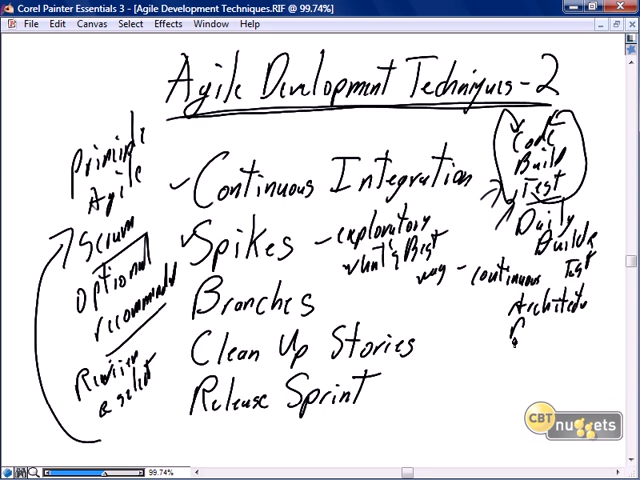 Corel Painter Essentials 3 - [Agile Development Techniques.RIF @ 99.74%]
File Edit Canvas Select Effects Window Help
Agile Development Techniques - 2
Principle
Agile
Scrum
Optional
recommended
Review
& select
Continuous Integration
Spikes - exploratory
what's Best
way - continuous
Branches
Clean Up Stories
Release Sprint
Code
Build
Test
Daily
Build &
Test
Architecture
CBT nuggets
99.74%